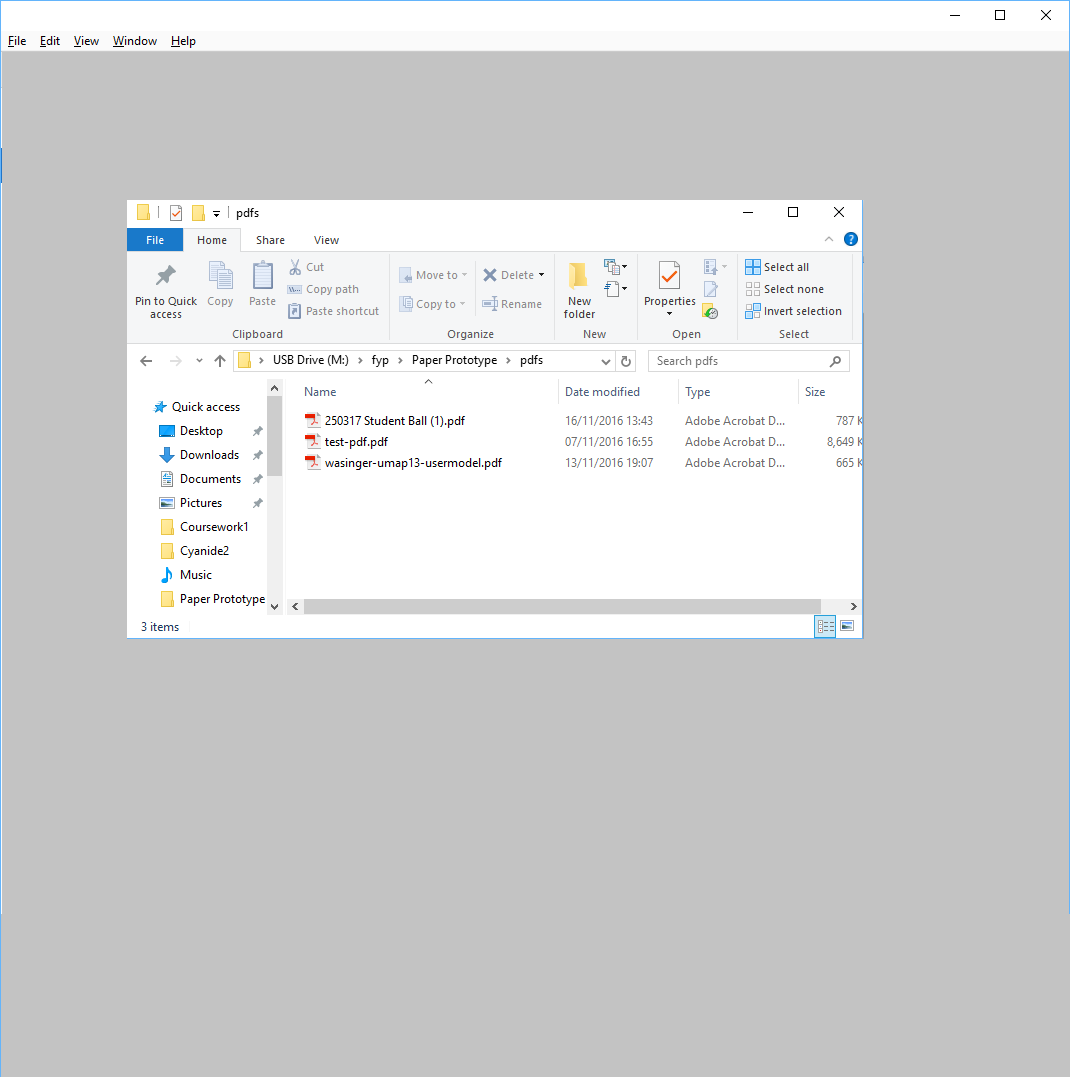 File Edit View Window Help
pdfs
File Home Share View
Pin to Quick access
Copy
Paste
Cut
Copy path
Paste shortcut
Clipboard
Move to
Copy to
Delete
Rename
Organize
New folder
New
Properties
Open
Select all
Select none
Invert selection
Select
USB Drive (M:) fyp Paper Prototype pdfs
Search pdfs
Quick access
Desktop
Downloads
Documents
Pictures
Coursework1
Cyanide2
Music
Paper Prototype
Name Date modified Type Size
250317 Student Ball (1).pdf 16/11/2016 13:43 Adobe Acrobat D... 787 K
test-pdf.pdf 07/11/2016 16:55 Adobe Acrobat D... 8,649 K
wasinger-umap13-usermodel.pdf 13/11/2016 19:07 Adobe Acrobat D... 665 K
3 items